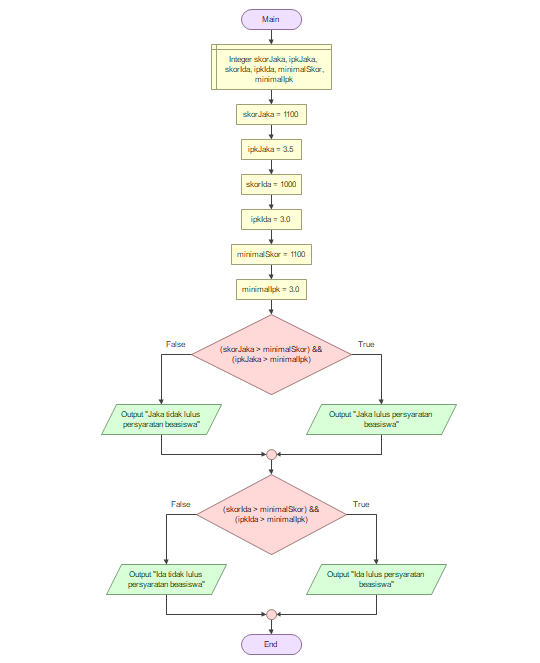 Main
Integer skorJaka, ipkJaka,
skorIda, ipkIda, minimalSkor,
minimalIpk
skorJaka = 1100
ipkJaka = 3.5
skorIda = 1000
ipkIda = 3.0
minimalSkor = 1100
minimalIpk = 3.0
(skorJaka > minimalSkor) &&
(ipkJaka > minimalIpk)
False
True
Output "Jaka tidak lulus
persyaratan beasiswa"
Output "Jaka lulus persyaratan
beasiswa"
(skorIda > minimalSkor) &&
(ipkIda > minimalIpk)
False
True
Output "Ida tidak lulus
persyaratan beasiswa"
Output "Ida lulus persyaratan
beasiswa"
End